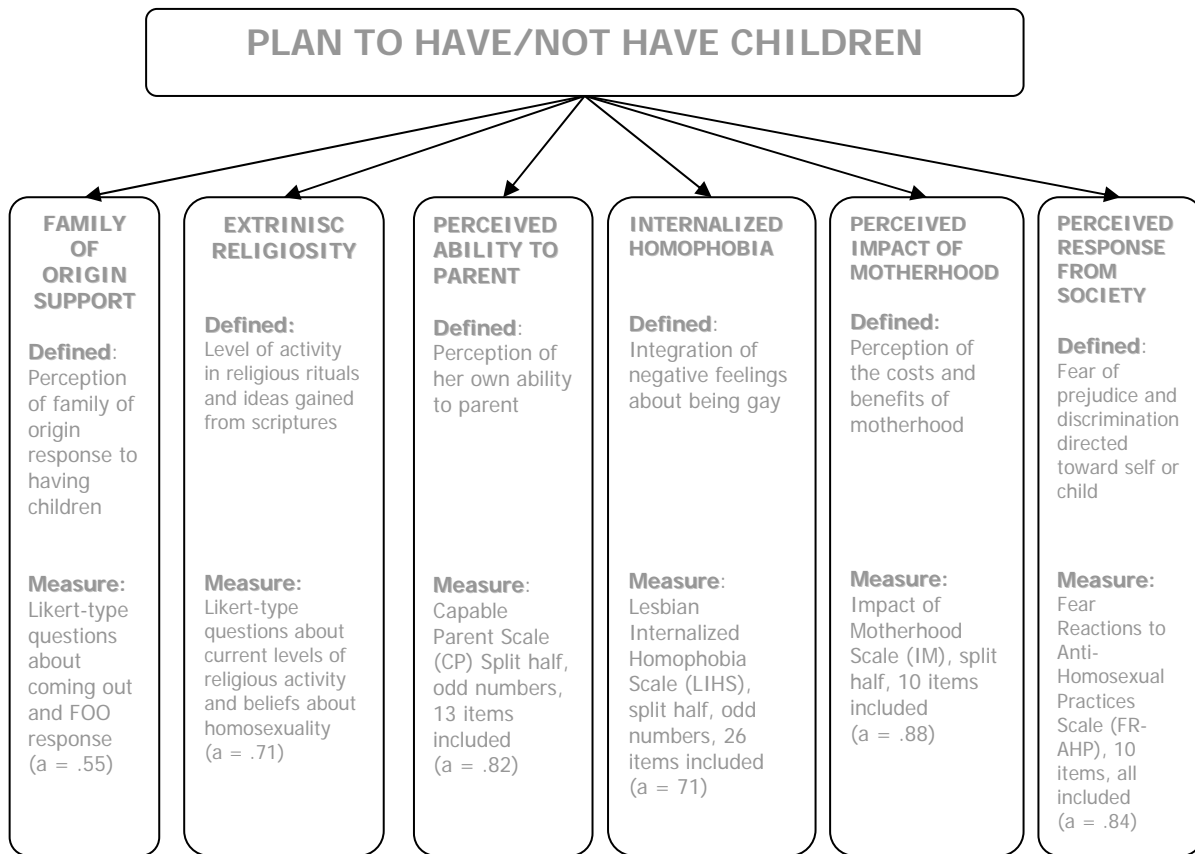 PLAN TO HAVE/NOT HAVE CHILDREN
FAMILY
OF
ORIGIN
SUPPORT
Defined:
Perception
of family of
origin
response to
having
children
Measure:
Likert-type
questions
about
coming out
and FOO
response
(a = .55)
EXTRINISC
RELIGIOSITY
Defined:
Level of activity
in religious rituals
and ideas gained
from scriptures
Measure:
Likert-type
questions about
current levels of
religious activity
and beliefs about
homosexuality
(a = .71)
PERCEIVED
ABILITY TO
PARENT
Defined:
Perception of
her own ability
to parent
Measure:
Capable
Parent Scale
(CP) Split half,
odd numbers,
13 items
included
(a = .82)
INTERNALIZED
HOMOPHOBIA
Defined:
Integration of
negative feelings
about being gay
Measure:
Lesbian
Internalized
Homophobia
Scale (LIHS),
split half, odd
numbers, 26
items included
(a = 71)
PERCEIVED
IMPACT OF
MOTHERHOOD
Defined:
Perception of
the costs and
benefits of
motherhood
Measure:
Impact of
Motherhood
Scale (IM), split
half, 10 items
included
(a = .88)
PERCEIVED
RESPONSE
FROM
SOCIETY
Defined:
Fear of
prejudice and
discrimination
directed
toward self or
child
Measure:
Fear
Reactions to
Anti-
Homosexual
Practices
Scale (FR-
AHP), 10
items, all
included
(a = .84)